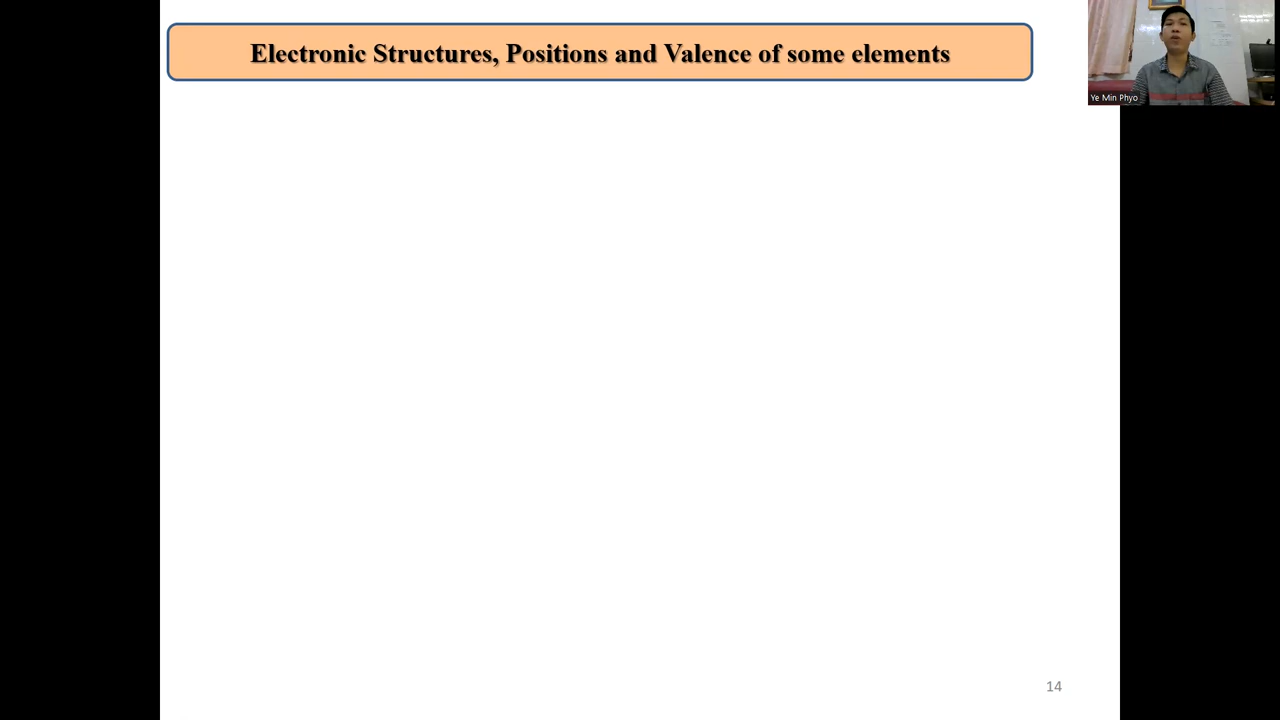 Electronic Structures, Positions and Valence of some elements
Ye Min Phyo
14